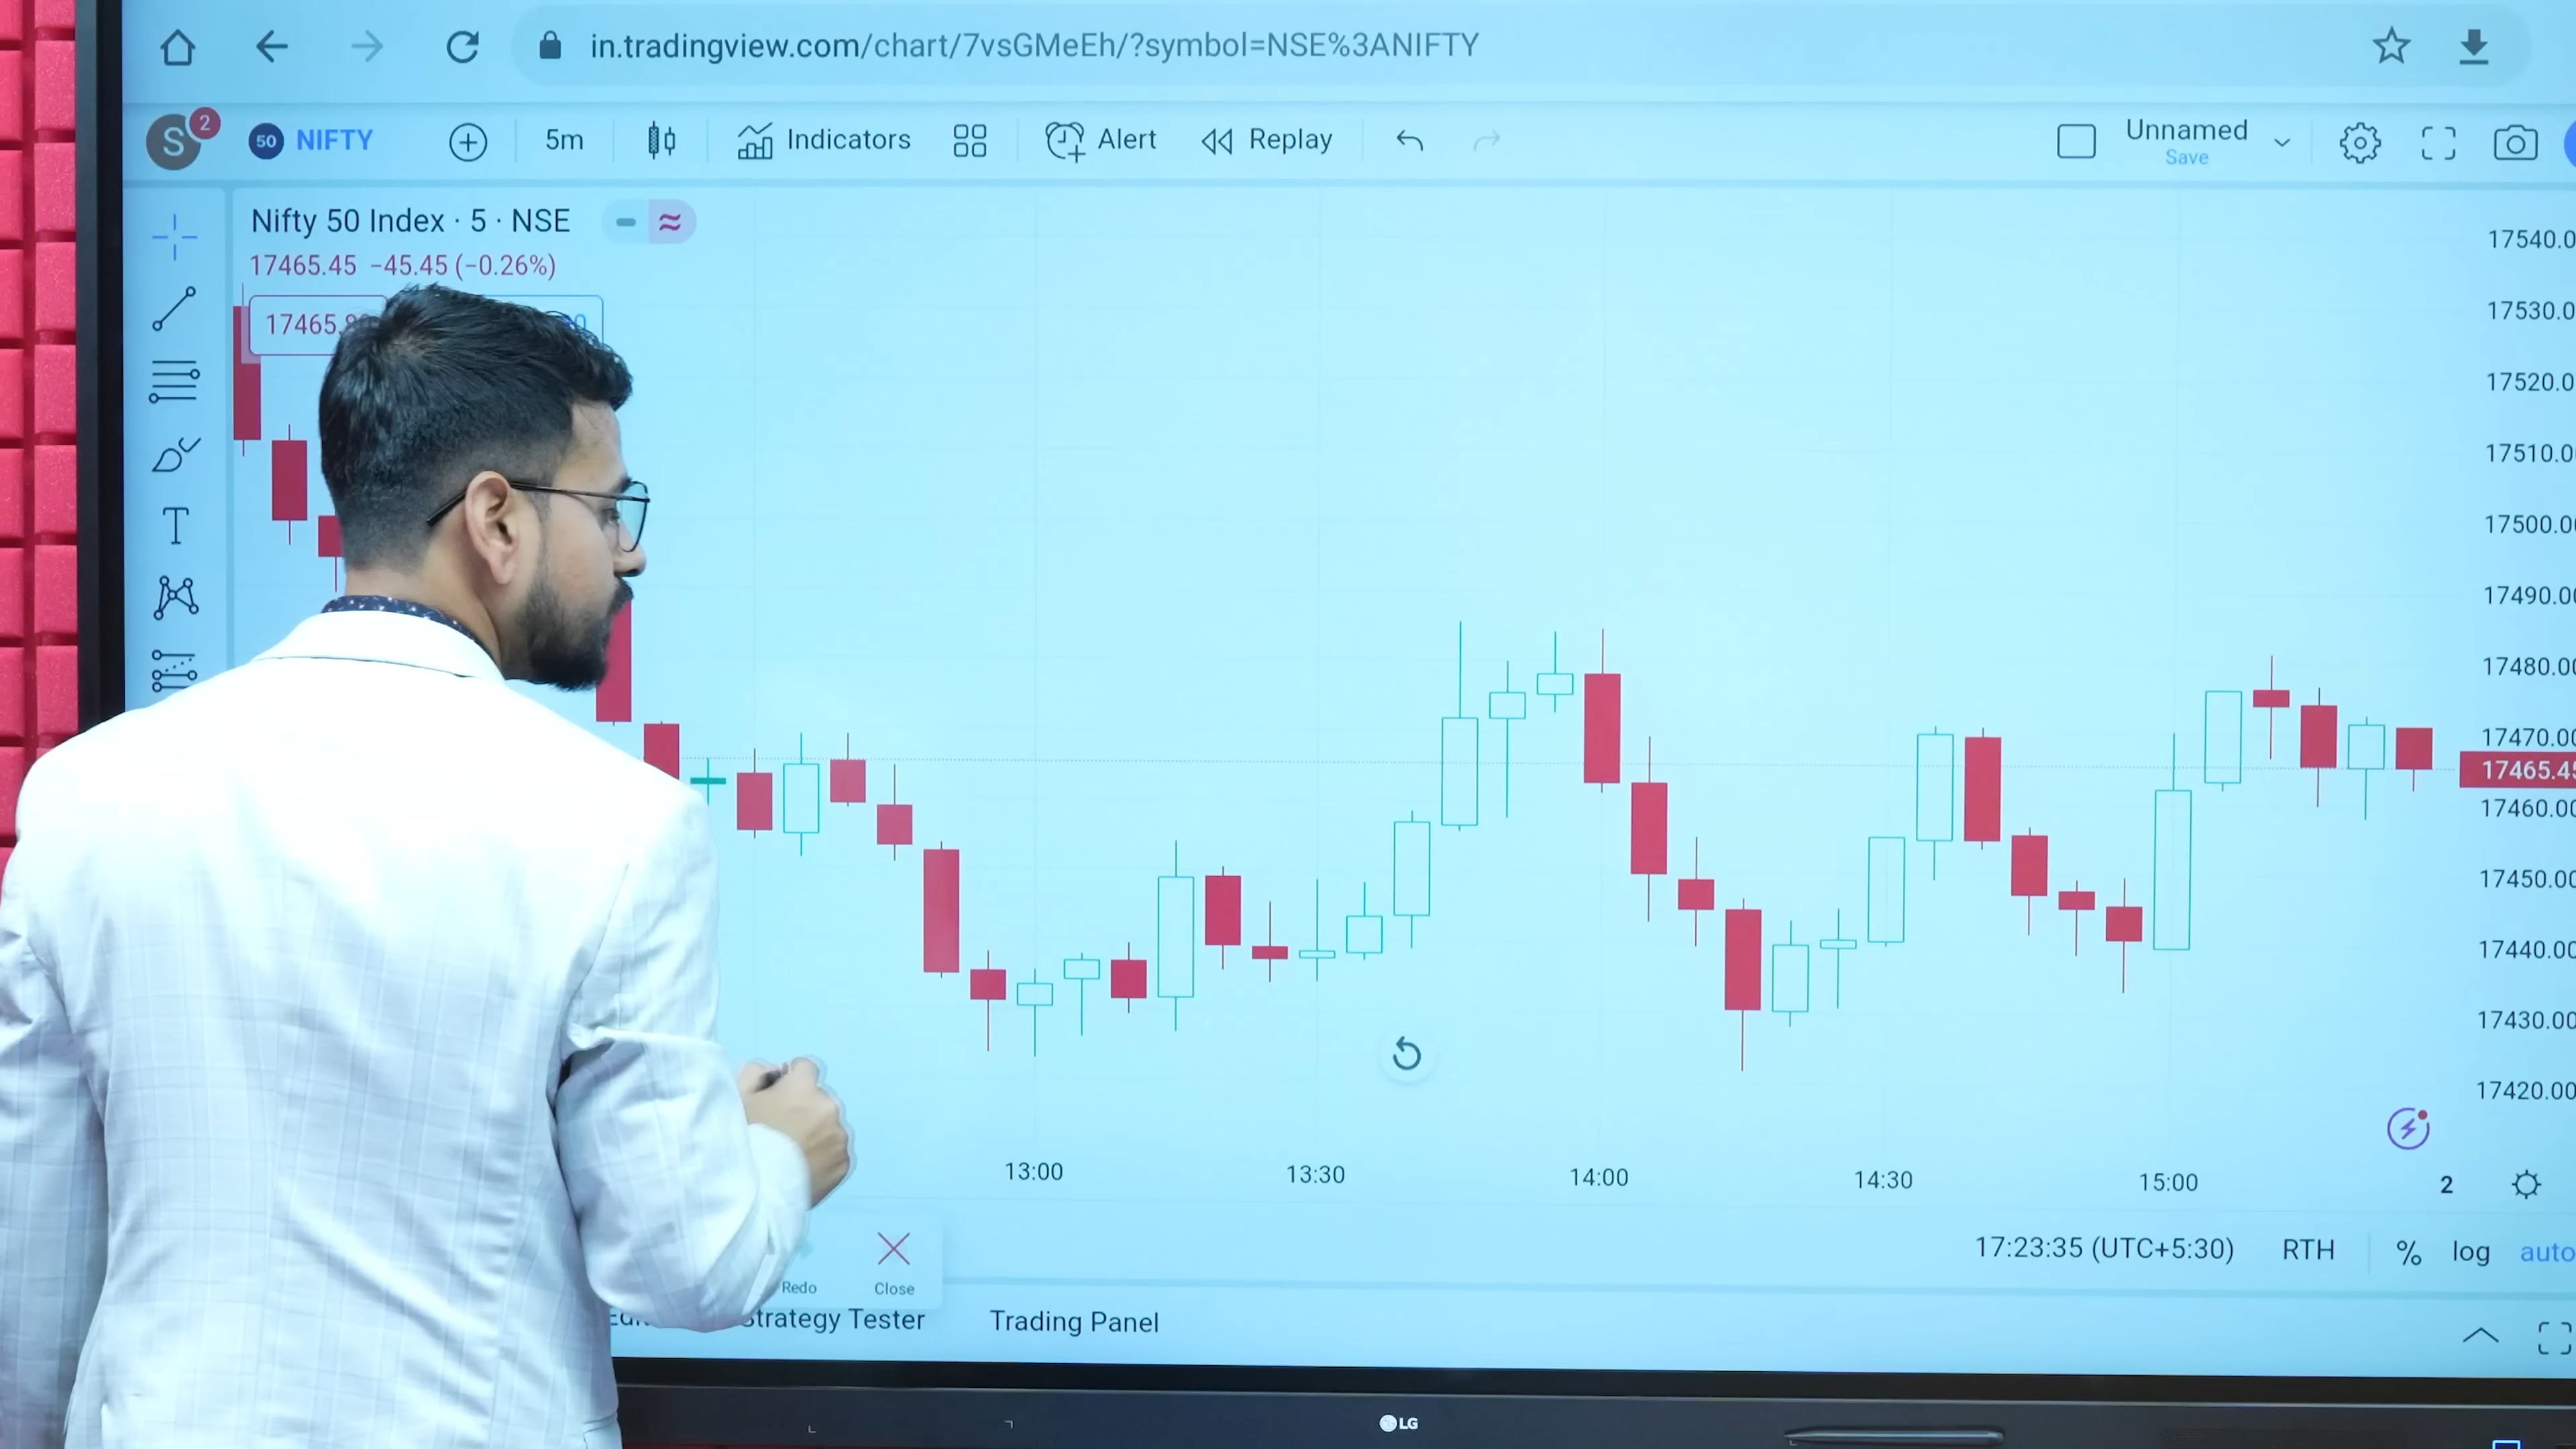 in.tradingview.com/chart/7vsGMeEh/?symbol=NSE%3ANIFTY
S 2 50 NIFTY 5m Indicators Alert Replay Unnamed
Save
Nifty 50 Index · 5 · NSE
17465.45 −45.45 (−0.26%)
17540.0
17530.0
17520.0
17510.0
17500.0
17490.00
17480.00
17470.00
17465.45
17460.00
17450.00
17440.00
17430.00
17420.00
T
13:00 13:30 14:00 14:30 15:00 2
17:23:35 (UTC+5:30) RTH % log auto
Redo Close
Strategy Tester Trading Panel
LG